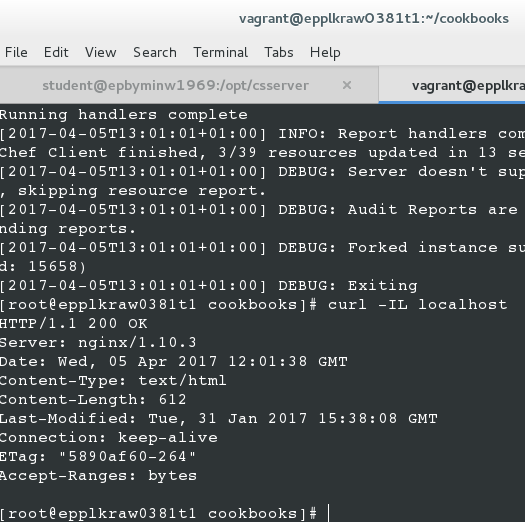 vagrant@epplkraw0381t1:~/cookbooks
File Edit View Search Terminal Tabs Help
student@epbyminw1969:/opt/csserver × vagrant@epplkra
Running handlers complete
[2017-04-05T13:01:01+01:00] INFO: Report handlers com
Chef Client finished, 3/39 resources updated in 13 se
[2017-04-05T13:01:01+01:00] DEBUG: Server doesn't sup
, skipping resource report.
[2017-04-05T13:01:01+01:00] DEBUG: Audit Reports are
nding reports.
[2017-04-05T13:01:01+01:00] DEBUG: Forked instance su
d: 15658)
[2017-04-05T13:01:01+01:00] DEBUG: Exiting
[root@epplkraw0381t1 cookbooks]# curl -IL localhost
HTTP/1.1 200 OK
Server: nginx/1.10.3
Date: Wed, 05 Apr 2017 12:01:38 GMT
Content-Type: text/html
Content-Length: 612
Last-Modified: Tue, 31 Jan 2017 15:38:08 GMT
Connection: keep-alive
ETag: "5890af60-264"
Accept-Ranges: bytes
[root@epplkraw0381t1 cookbooks]#